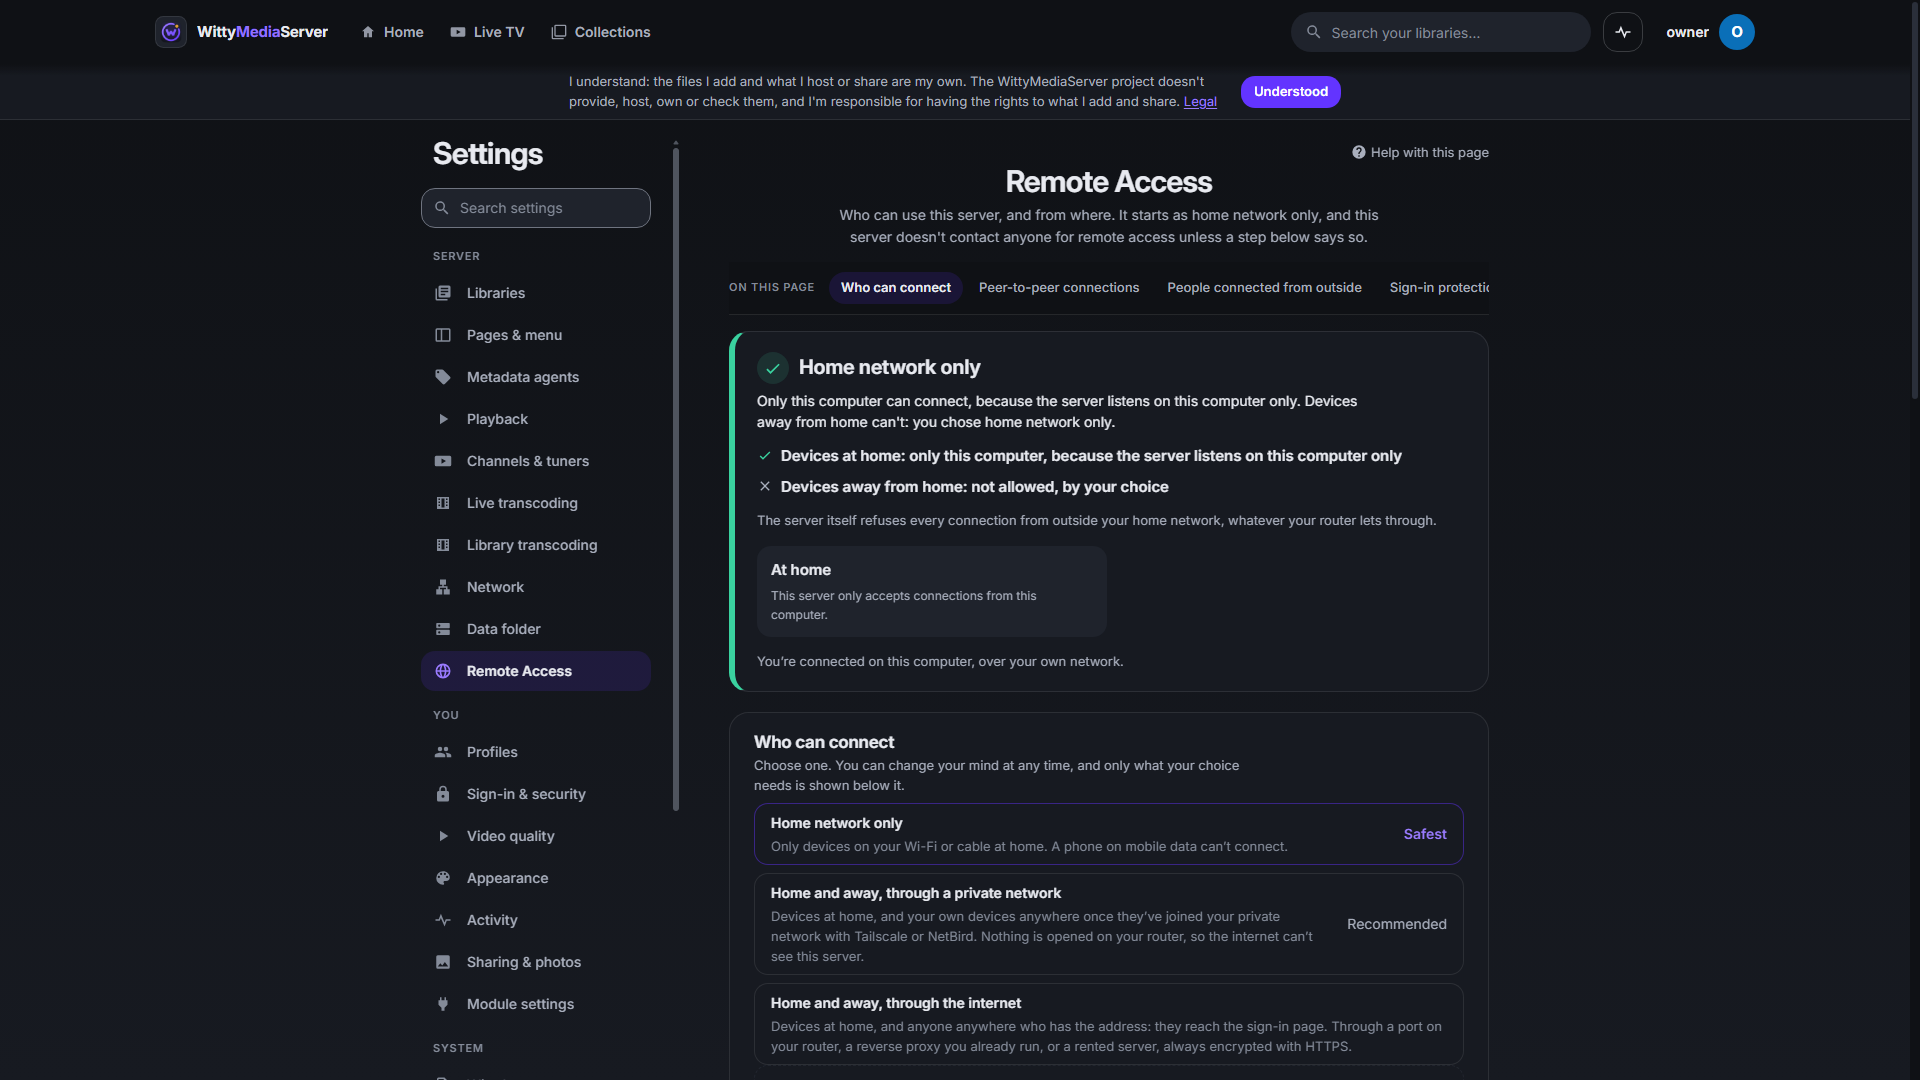 WittyMediaServer
Home
Live TV
Collections
Search your libraries...
owner
O
I understand: the files I add and what I host or share are my own. The WittyMediaServer project doesn't
provide, host, own or check them, and I'm responsible for having the rights to what I add and share. Legal
Understood
Settings
Search settings
SERVER
Libraries
Pages & menu
Metadata agents
Playback
Channels & tuners
Live transcoding
Library transcoding
Network
Data folder
Remote Access
YOU
Profiles
Sign-in & security
Video quality
Appearance
Activity
Sharing & photos
Module settings
SYSTEM
Help with this page
Remote Access
Who can use this server, and from where. It starts as home network only, and this
server doesn't contact anyone for remote access unless a step below says so.
ON THIS PAGE
Who can connect
Peer-to-peer connections
People connected from outside
Sign-in protectio
Home network only
Only this computer can connect, because the server listens on this computer only. Devices
away from home can't: you chose home network only.
Devices at home: only this computer, because the server listens on this computer only
Devices away from home: not allowed, by your choice
The server itself refuses every connection from outside your home network, whatever your router lets through.
At home
This server only accepts connections from this
computer.
You’re connected on this computer, over your own network.
Who can connect
Choose one. You can change your mind at any time, and only what your choice
needs is shown below it.
Home network only
Only devices on your Wi-Fi or cable at home. A phone on mobile data can’t connect.
Safest
Home and away, through a private network
Devices at home, and your own devices anywhere once they’ve joined your private
network with Tailscale or NetBird. Nothing is opened on your router, so the internet can’t
see this server.
Recommended
Home and away, through the internet
Devices at home, and anyone anywhere who has the address: they reach the sign-in page. Through a port on
your router, a reverse proxy you already run, or a rented server, always encrypted with HTTPS.